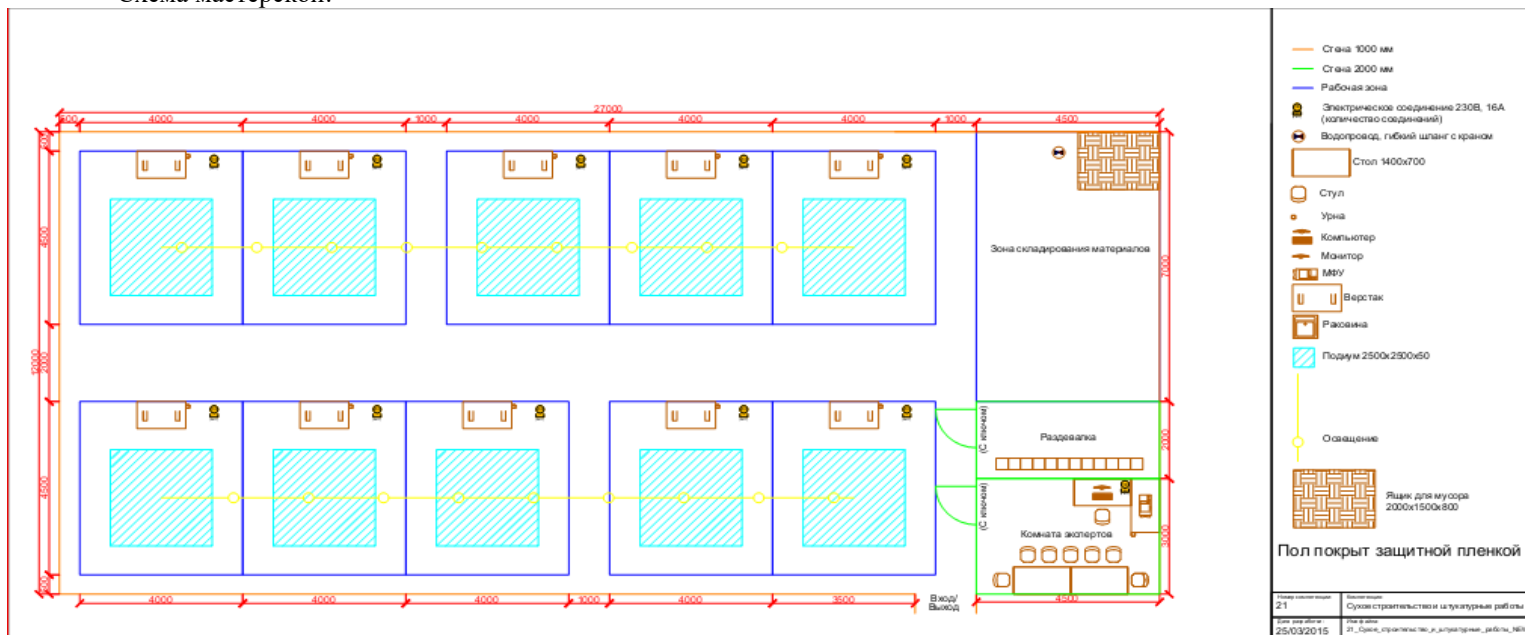 Схема мастерской:
27000
500 4000 4000 1000 4000 4000 4000 1000 4500
500
4500
12000
2000
4500
500
Зона складирования материалов
7000
(С ключом)
Раздевалка
2000
(С ключом)
Комната экспертов
3000
4000 4000 4000 1000 4000 3500
Вход/
Выход
4500
Стена 1000 мм
Стена 2000 мм
Рабочая зона
Электрическое соединение 230В, 16А
(количество соединений)
Водопровод, гибкий шланг с краном
Стол 1400х700
Стул
Урна
Компьютер
Монитор
МФУ
Верстак
Раковина
Подиум 2500х2500х50
Освещение
Ящик для мусора
2000х1500х800
Пол покрыт защитной пленкой
21
Сухое строительство и штукатурные работы
25/03/2015